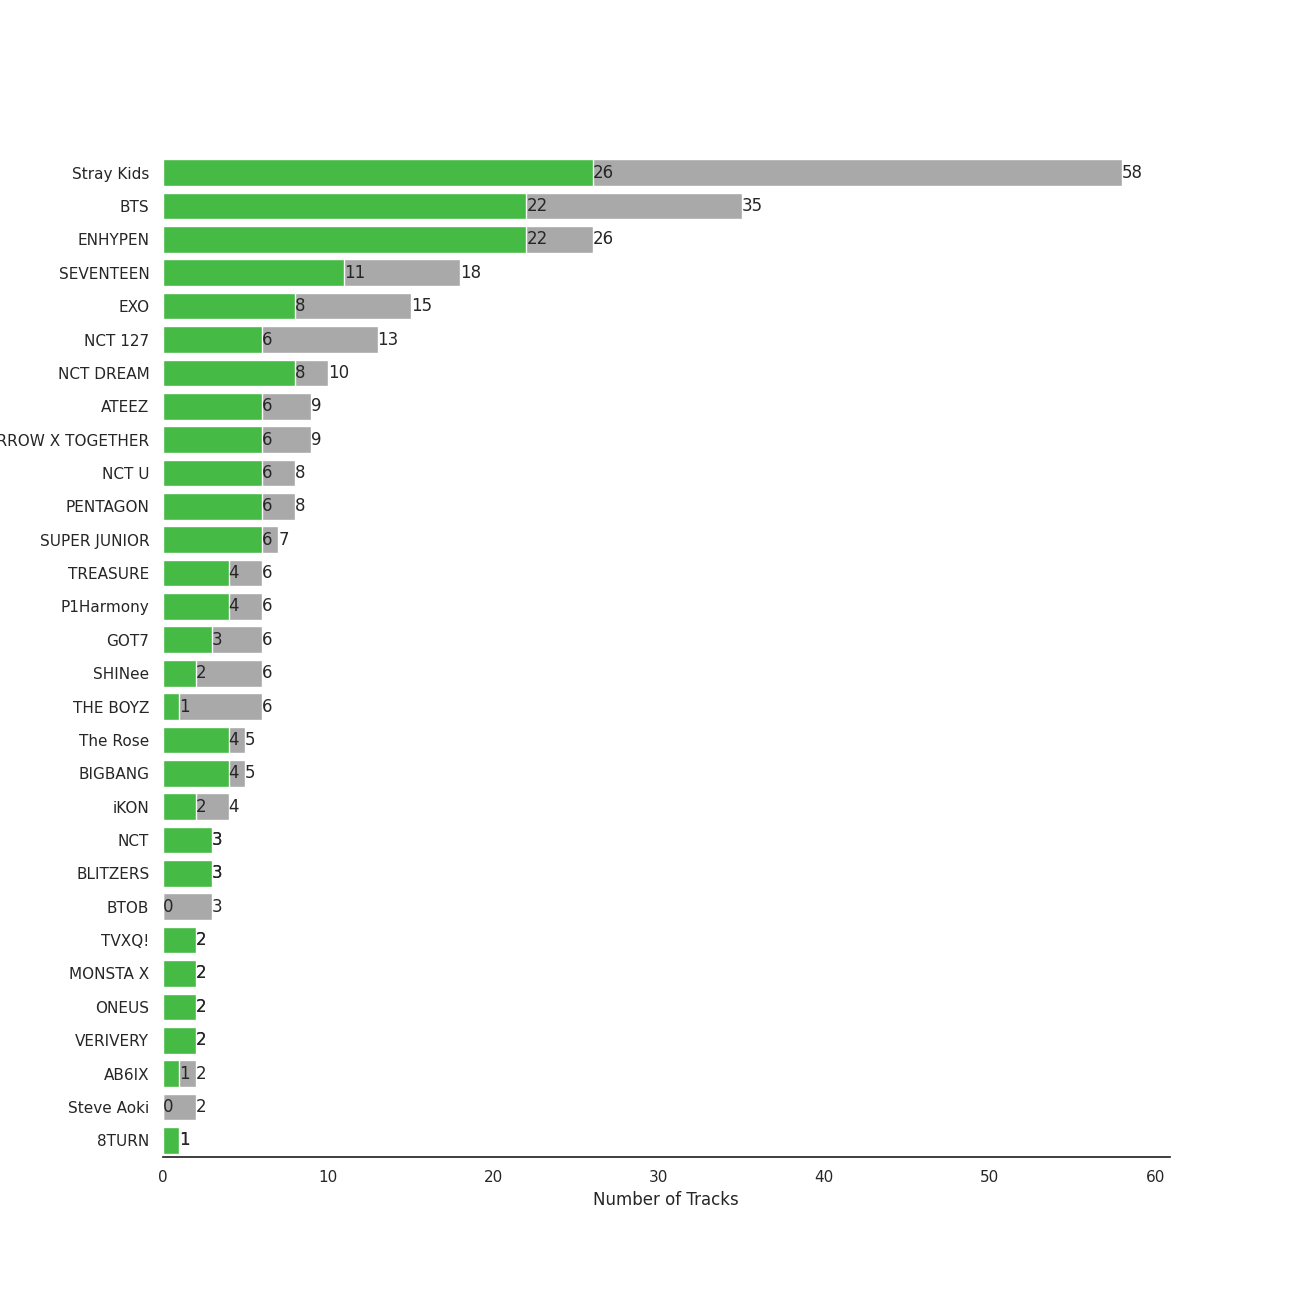 Stray Kids 26 58
BTS 22 35
ENHYPEN 22 26
SEVENTEEN 11 18
EXO 8 15
NCT 127 6 13
NCT DREAM 8 10
ATEEZ 6 9
RROW X TOGETHER 6 9
NCT U 6 8
PENTAGON 6 8
SUPER JUNIOR 6 7
TREASURE 4 6
P1Harmony 4 6
GOT7 3 6
SHINee 2 6
THE BOYZ 1 6
The Rose 4 5
BIGBANG 4 5
iKON 2 4
NCT 3
BLITZERS 3
BTOB 0 3
TVXQ! 2
MONSTA X 2
ONEUS 2
VERIVERY 2
AB6IX 1 2
Steve Aoki 0 2
8TURN 1
0 10 20 30 40 50 60
Number of Tracks